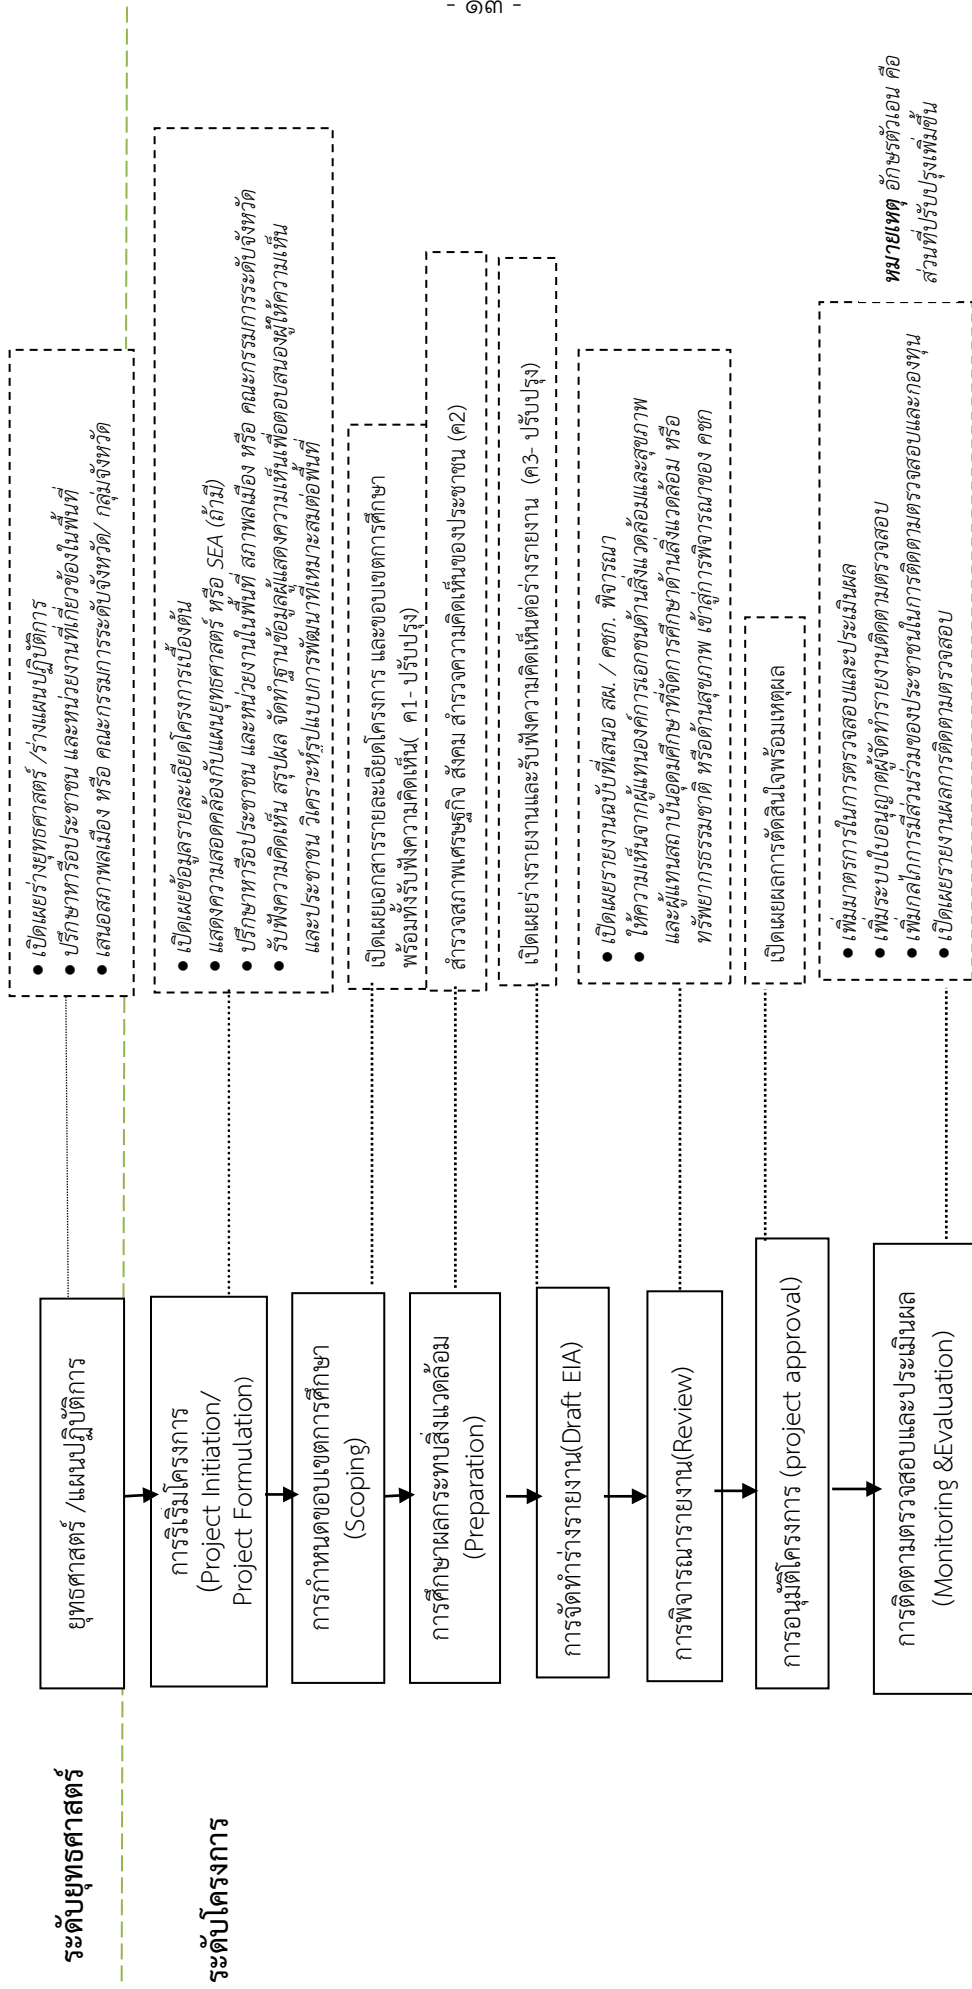 - ๑๓ -
ระดับยุทธศาสตร์
ยุทธศาสตร์ /แผนปฏิบัติการ
● เปิดเผยร่างยุทธศาสตร์ /ร่างแผนปฏิบัติการ
● ปรึกษาหารือประชาชน และหน่วยงานที่เกี่ยวข้องในพื้นที่
● เสนอสภาพลเมือง หรือ คณะกรรมการระดับจังหวัด/ กลุ่มจังหวัด
ระดับโครงการ
การริเริ่มโครงการ
(Project Initiation/
Project Formulation)
● เปิดเผยข้อมูลรายละเอียดโครงการเบื้องต้น
● แสดงความสอดคล้องกับแผนยุทธศาสตร์ หรือ SEA (ถ้ามี)
● ปรึกษาหารือประชาชน และหน่วยงานในพื้นที่ สภาพลเมือง หรือ คณะกรรมการระดับจังหวัด
● รับฟังความคิดเห็น สรุปผล จัดทำฐานข้อมูลผู้แสดงความเห็นเพื่อตอบสนองผู้ให้ความเห็น
และประชาชน วิเคราะห์รูปแบบการพัฒนาที่เหมาะสมต่อพื้นที่
การกำหนดขอบเขตการศึกษา
(Scoping)
เปิดเผยเอกสารรายละเอียดโครงการ และขอบเขตการศึกษา
พร้อมทั้งรับฟังความคิดเห็น( ค1- ปรับปรุง)
การศึกษาผลกระทบสิ่งแวดล้อม
(Preparation)
สำรวจสภาพเศรษฐกิจ สังคม สำรวจความคิดเห็นของประชาชน (ค2)
การจัดทำร่างรายงาน(Draft EIA)
เปิดเผยร่างรายงานและรับฟังความคิดเห็นต่อร่างรายงาน (ค3- ปรับปรุง)
การพิจารณารายงาน(Review)
● เปิดเผยรายงานฉบับที่เสนอ สผ. / คชก. พิจารณา
● ให้ความเห็นจากผู้แทนองค์การเอกชนด้านสิ่งแวดล้อมและสุขภาพ
และผู้แทนสถาบันอุดมศึกษาที่จัดการศึกษาด้านสิ่งแวดล้อม หรือ
ทรัพยากรธรรมชาติ หรือด้านสุขภาพ เข้าสู่การพิจารณาของ คชก
การอนุมัติโครงการ (project approval)
เปิดเผยผลการตัดสินใจพร้อมเหตุผล
การติดตามตรวจสอบและประเมินผล
(Monitoring &Evaluation)
● เพิ่มมาตรการในการตรวจสอบและประเมินผล
● เพิ่มระบบใบอนุญาตผู้จัดทำรายงานติดตามตรวจสอบ
● เพิ่มกลไกการมีส่วนร่วมของประชาชนในการติดตามตรวจสอบและกองทุน
● เปิดเผยรายงานผลการติดตามตรวจสอบ
หมายเหตุ อักษรตัวเอน คือ
ส่วนที่ปรับปรุงเพิ่มขึ้น